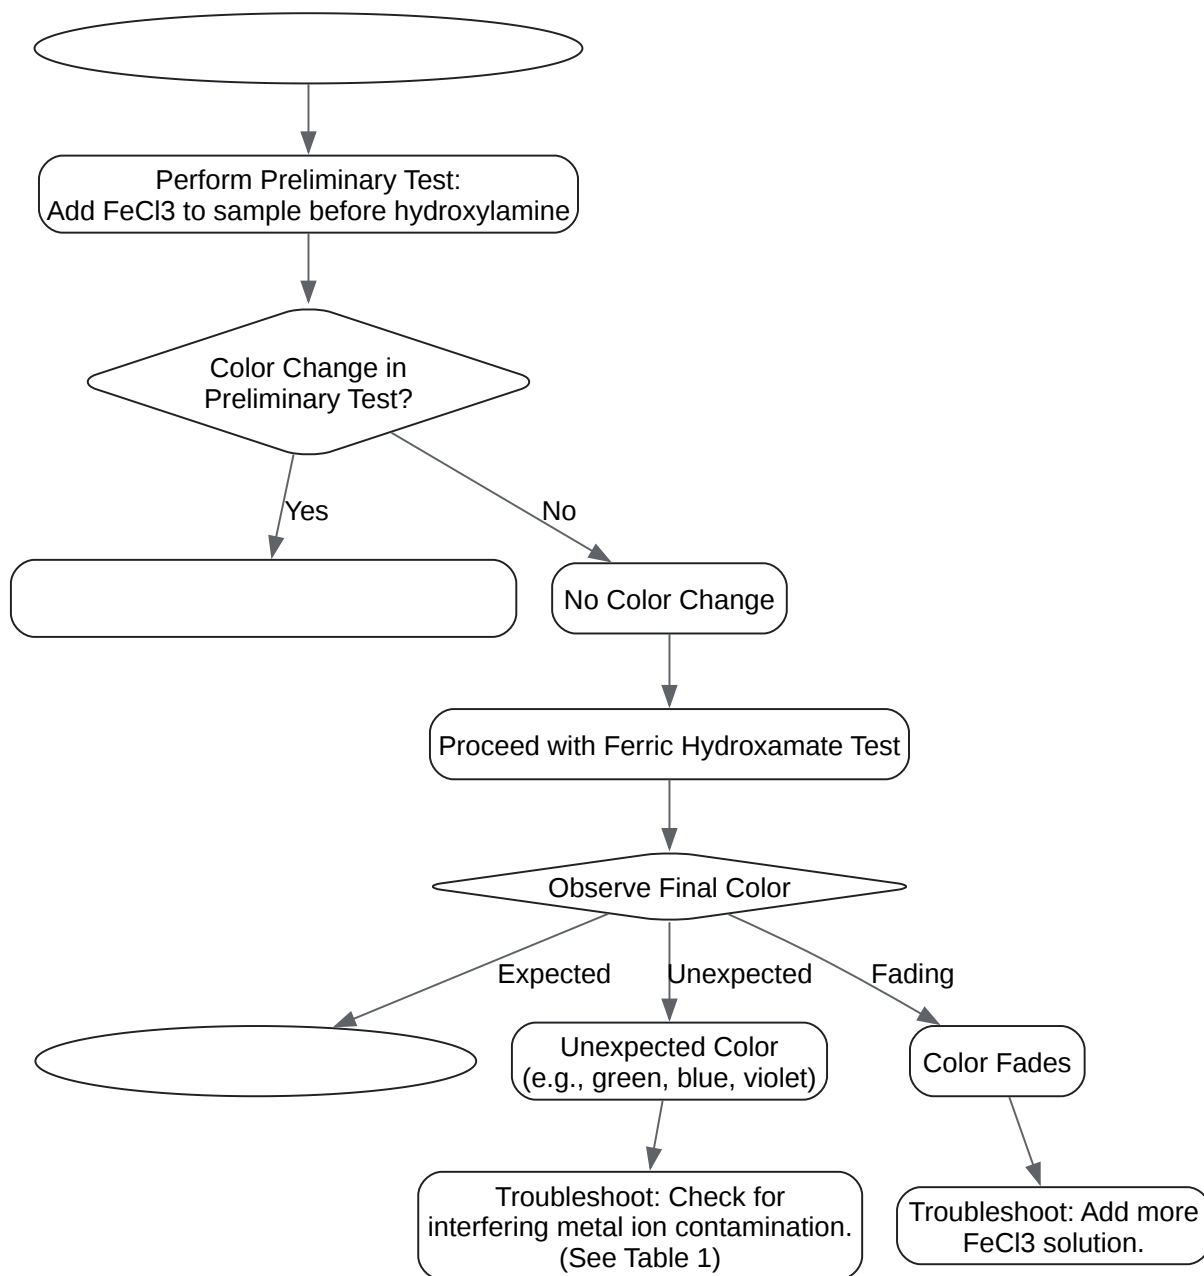 Perform Preliminary Test:
Add FeCl3 to sample before hydroxylamine
Color Change in
Preliminary Test?
Yes
No
No Color Change
Proceed with Ferric Hydroxamate Test
Observe Final Color
Expected
Unexpected
Fading
Unexpected Color
(e.g., green, blue, violet)
Color Fades
Troubleshoot: Check for
interfering metal ion contamination.
(See Table 1)
Troubleshoot: Add more
FeCl3 solution.